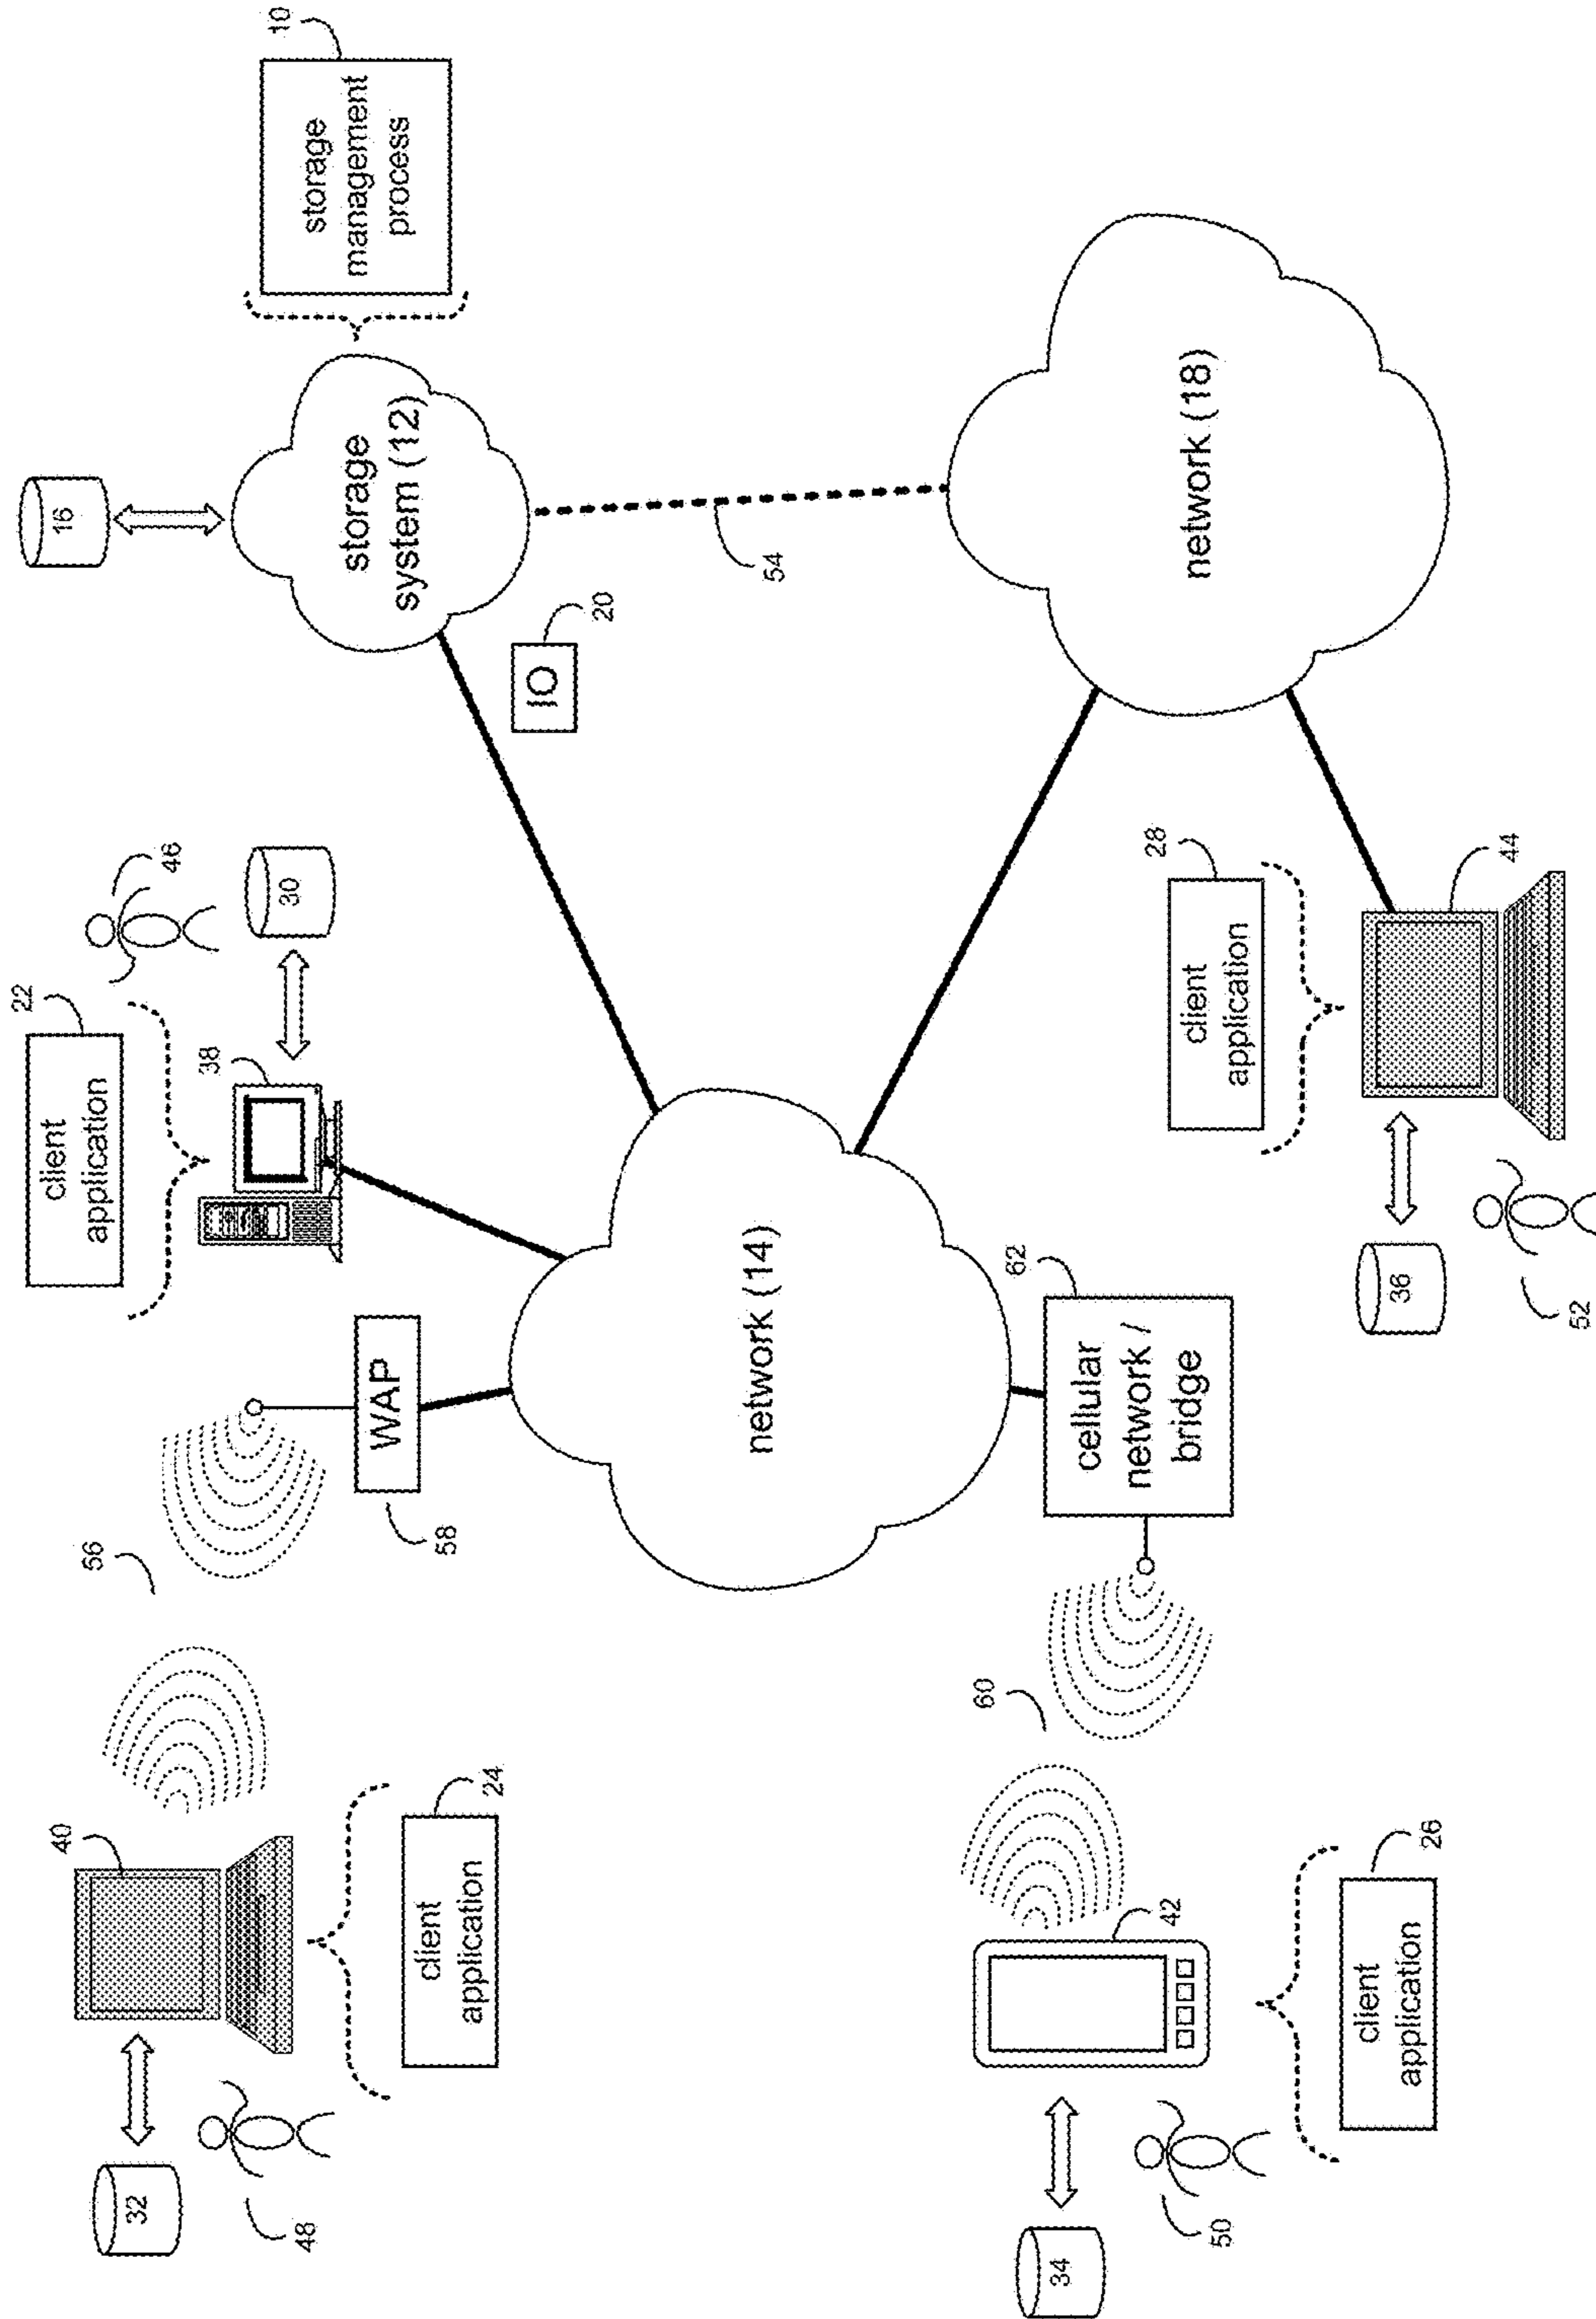 22
client
application
16
40
56
32
46
38
10
30
storage
management
process
48
storage
system (12)
WAP
client
application
58
24
IO
20
network (14)
54
60
62
34
cellular
network /
bridge
28
42
client
application
network (18)
50
client
application
36
26
44
52